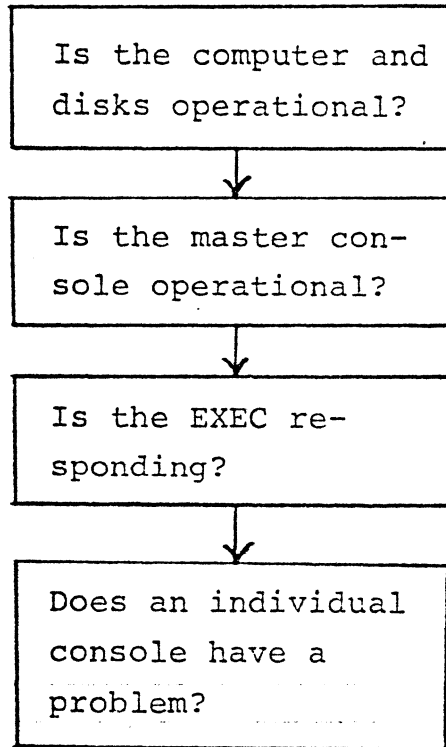 Is the computer and
disks operational?
Is the master con-
sole operational?
Is the EXEC re-
sponding?
Does an individual
console have a
problem?